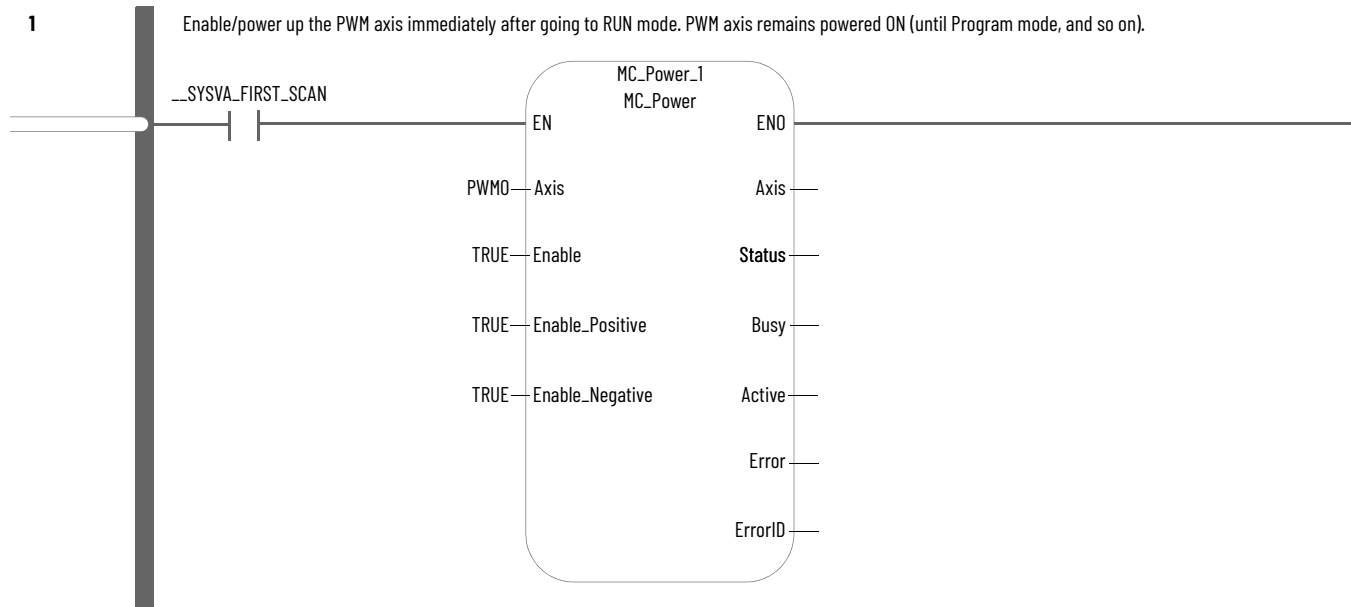 1 Enable/power up the PWM axis immediately after going to RUN mode. PWM axis remains powered ON (until Program mode, and so on).
MC_Power_1
__SYSVA_FIRST_SCAN
MC_Power
EN ENO
PWM0 Axis Axis
TRUE Enable Status
TRUE Enable_Positive Busy
TRUE Enable_Negative Active
Error
ErrorID